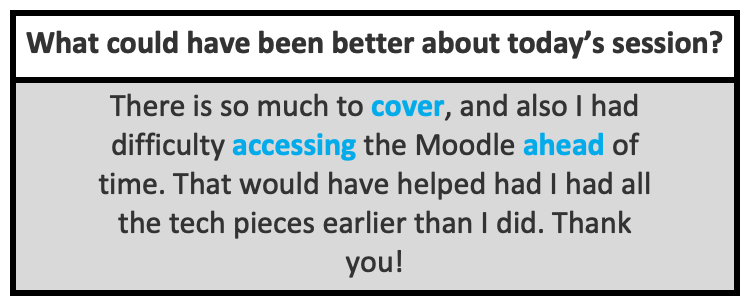 What could have been better about today's session?
There is so much to cover, and also I had
difficulty accessing the Moodle ahead of
time. That would have helped had I had all
the tech pieces earlier than I did. Thank
you!